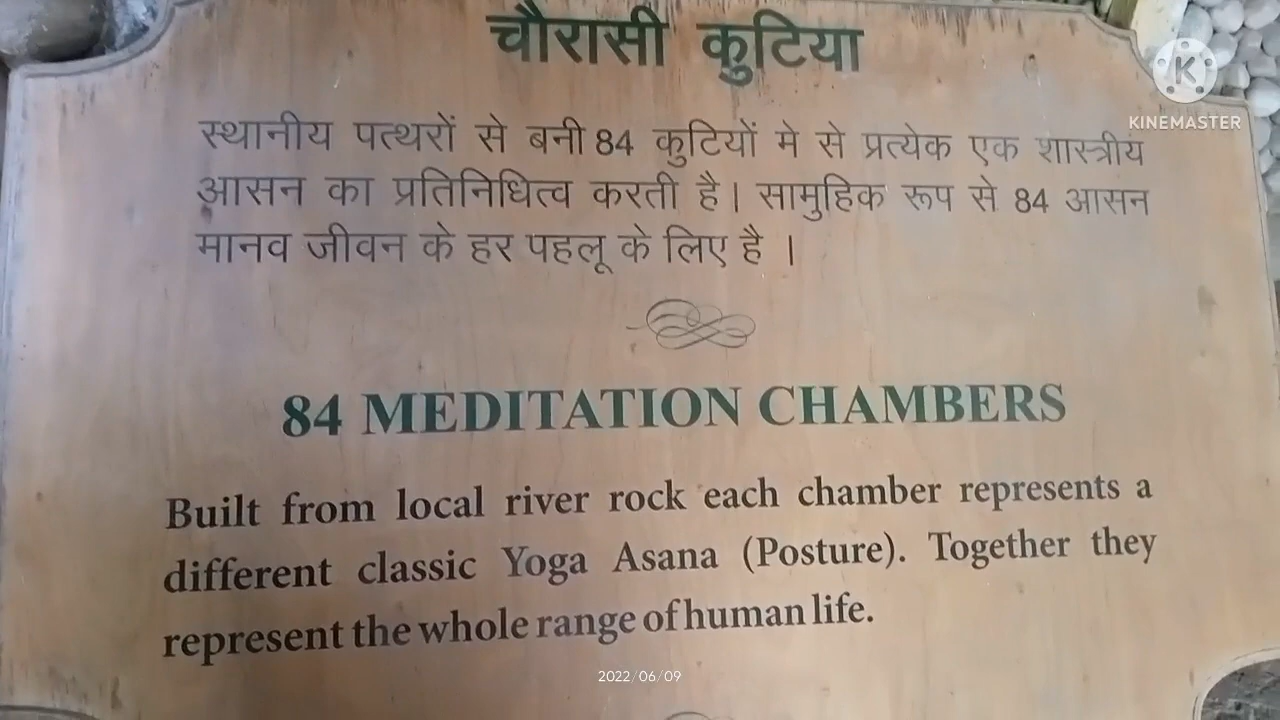 चौरासी कुटिया
K
KINEMASTER
स्थानीय पत्थरों से बनी 84 कुटियों मे से प्रत्येक एक शास्त्रीय
आसन का प्रतिनिधित्व करती है। सामुहिक रूप से 84 आसन
मानव जीवन के हर पहलू के लिए है ।
84 MEDITATION CHAMBERS
Built from local river rock each chamber represents a
different classic Yoga Asana (Posture). Together they
represent the whole range of human life.
2022/06/09